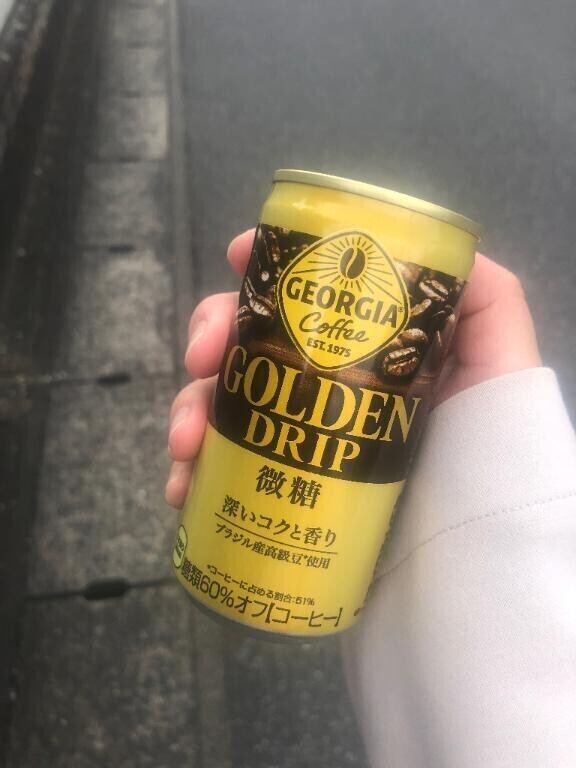 GEORGIA®
Coffee
EST. 1975
GOLDEN
DRIP
微糖
深いコクと香り
ブラジル産高級豆*使用
*コーヒーに占める割合:51%
糖類60%オフ[コーヒー]